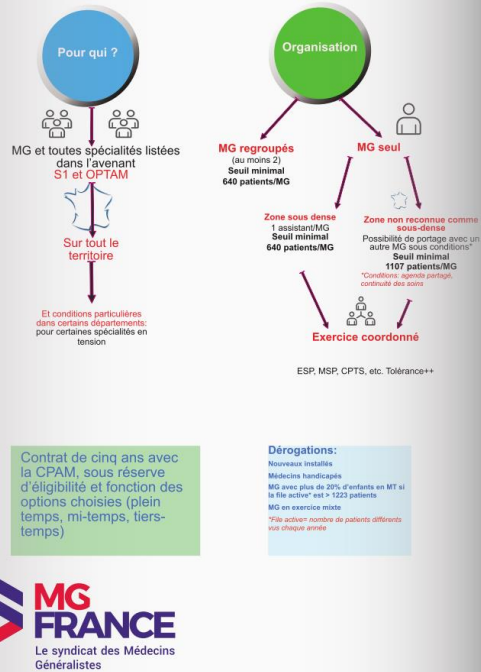 Pour qui ?
MG et toutes spécialités listées
dans l'avenant
S1 et OPTAM
Sur tout le
territoire
Et conditions particulières
dans certains départements:
pour certaines spécialités en
tension
Organisation
MG regroupés
(au moins 2)
Seuil minimal
640 patients/MG
MG seul
Zone sous dense
1 assistant/MG
Seuil minimal
640 patients/MG
Zone non reconnue comme
sous-dense
Possibilité de portage avec un
autre MG sous conditions*
Seuil minimal
1107 patients/MG
*Conditions: agenda partagé,
continuité des soins
Exercice coordonné
ESP, MSP, CPTS, etc. Tolérance++
Contrat de cinq ans avec
la CPAM, sous réserve
d'éligibilité et fonction des
options choisies (plein
temps, mi-temps, tiers-
temps)
Dérogations:
Nouveaux installés
Médecins handicapés
MG avec plus de 20% d'enfants en MT si
la file active* est > 1223 patients
MG en exercice mixte
*File active= nombre de patients différents
vus chaque année
MG
FRANCE
Le syndicat des Médecins
Généralistes